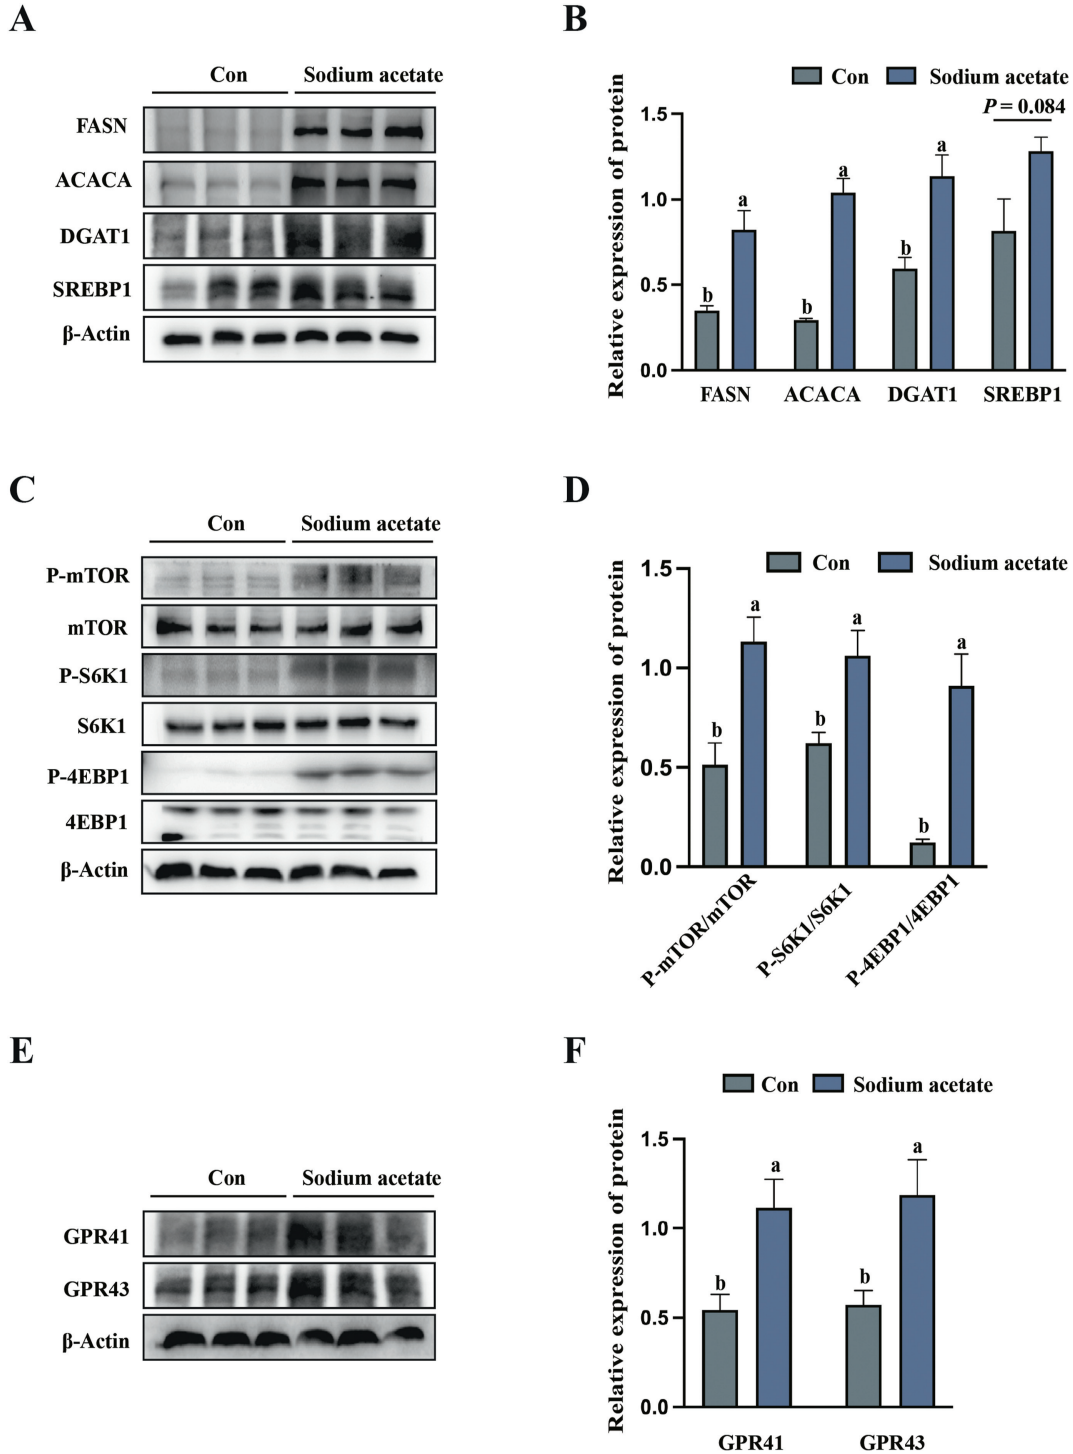 A
Con Sodium acetate
FASN
ACACA
DGAT1
SREBP1
β-Actin
B
Con Sodium acetate
P = 0.084
Relative expression of protein
1.5
1.0
0.5
0.0
b a b a b a
FASN ACACA DGAT1 SREBP1
C
Con Sodium acetate
P-mTOR
mTOR
P-S6K1
S6K1
P-4EBP1
4EBP1
β-Actin
D
Con Sodium acetate
Relative expression of protein
1.5
1.0
0.5
0.0
b a b a b a
P-mTOR/mTOR P-S6K1/S6K1 P-4EBP1/4EBP1
E
Con Sodium acetate
GPR41
GPR43
β-Actin
F
Con Sodium acetate
Relative expression of protein
1.5
1.0
0.5
0.0
b a b a
GPR41 GPR43